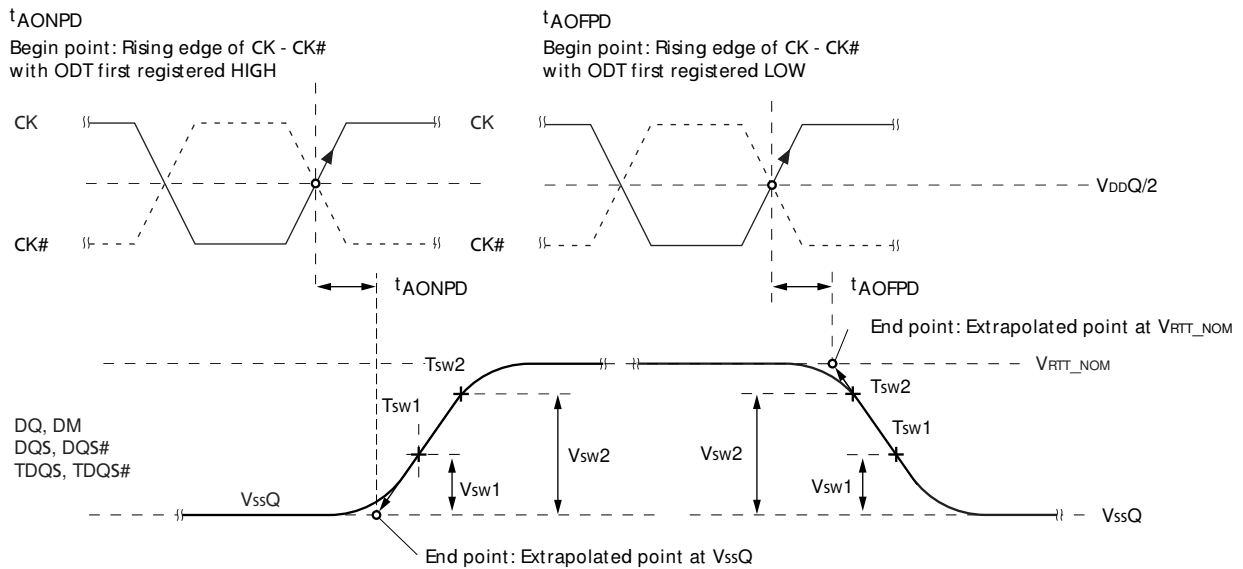 tAONPD
Begin point: Rising edge of CK - CK#
with ODT first registered HIGH
tAOFPD
Begin point: Rising edge of CK - CK#
with ODT first registered LOW
CK
CK
VDDQ/2
CK#
CK#
tAONPD
tAOFPD
End point: Extrapolated point at VRTT_NOM
TSW2
VRTT_NOM
TSW2
TSW1
TSW1
DQ, DM
DQS, DQS#
TDQS, TDQS#
VSW2
VSW2
VSW1
VSW1
VssQ
VssQ
End point: Extrapolated point at VssQ